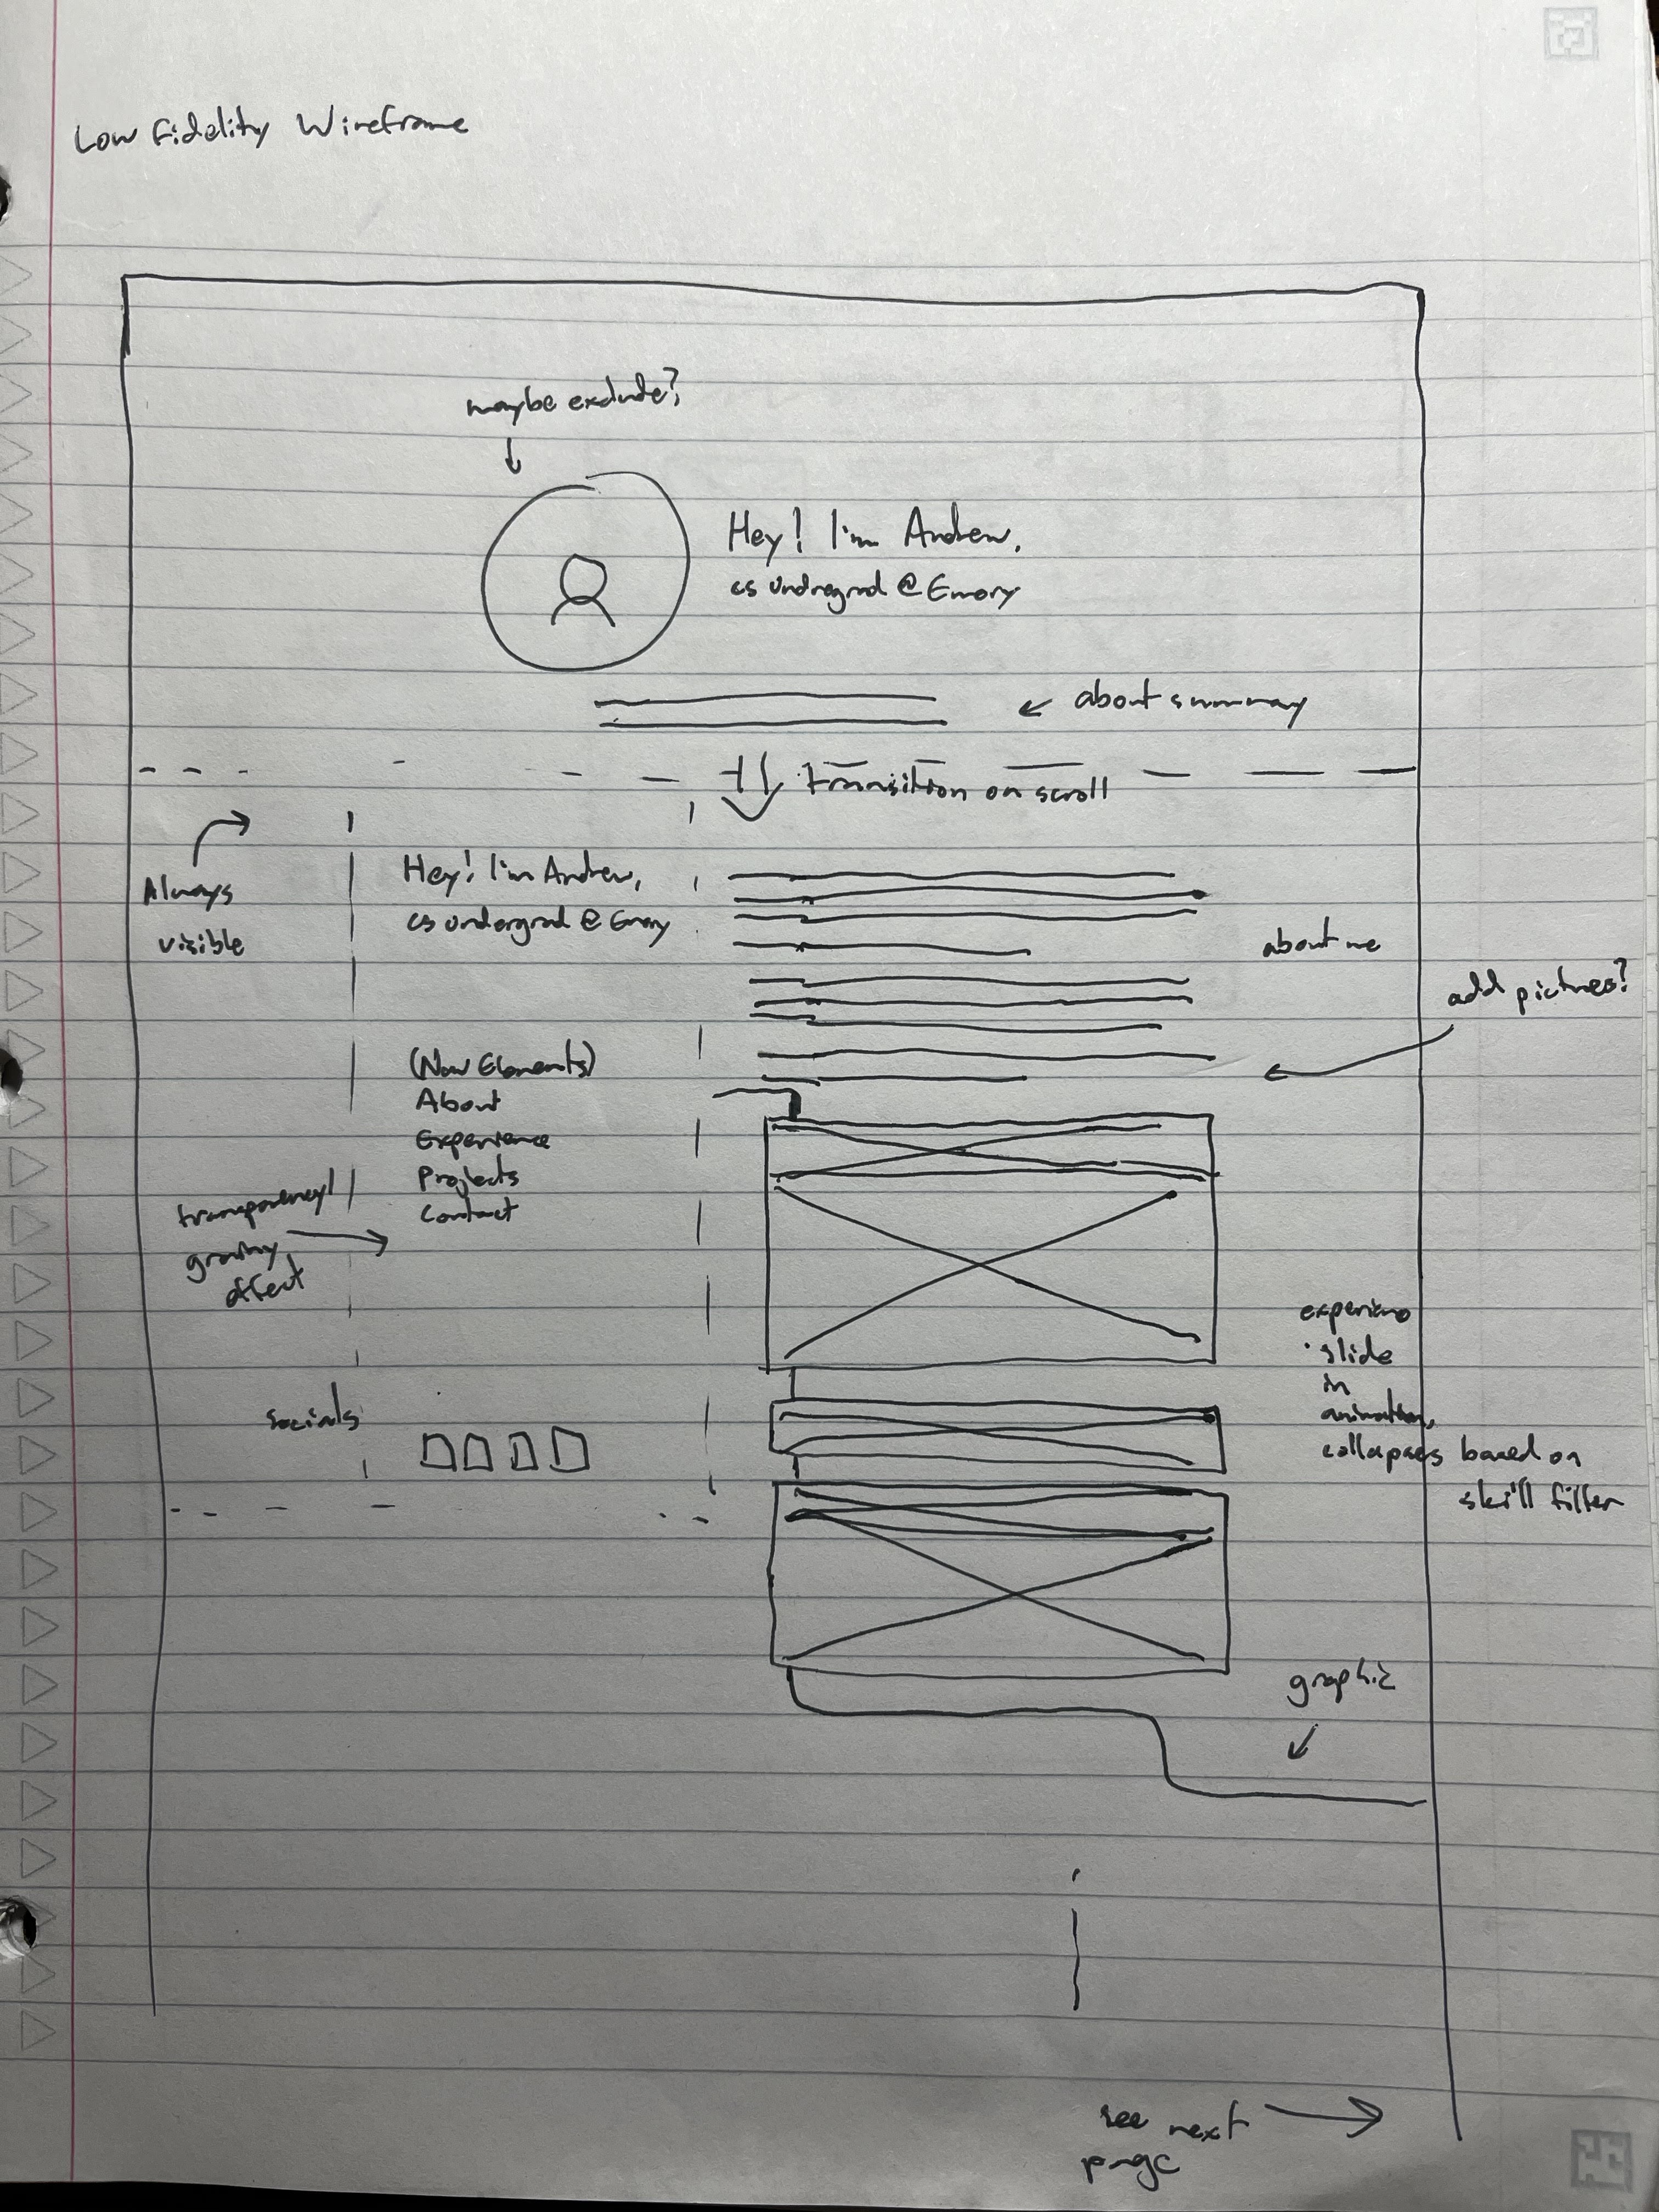 Low Fidelity Wireframe
maybe exclude?
Hey! I'm Andrew,
cs undregrad @ Emory
about summary
transition on scroll
Always
visible
Hey! I'm Andrew,
cs undergrad @ Emory
about me
add pictures?
(Nav Elements)
About
Experience
Projects
Contact
transparency/
grainy
effect
experience
slide
in
animation,
collapses based on
skill filter
socials
graphic
see next
page